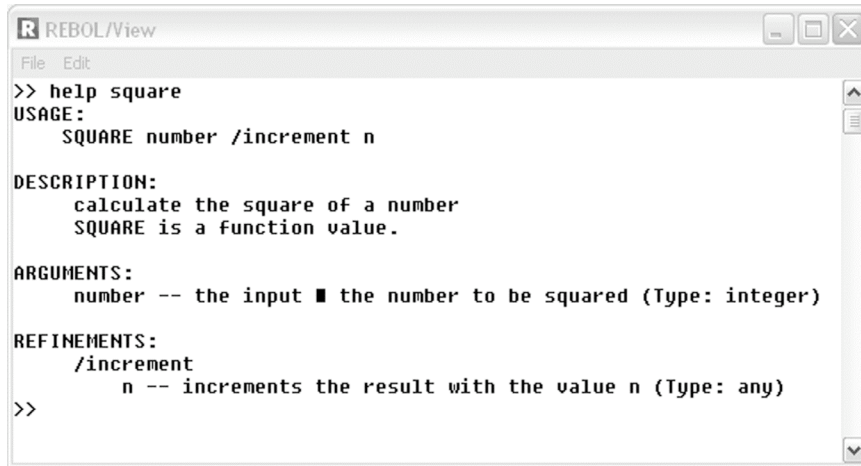 R REBOL/View
File Edit
>> help square
USAGE:
SQUARE number /increment n
DESCRIPTION:
calculate the square of a number
SQUARE is a function value.
ARGUMENTS:
number -- the input ■ the number to be squared (Type: integer)
REFINEMENTS:
/increment
n -- increments the result with the value n (Type: any)
>>